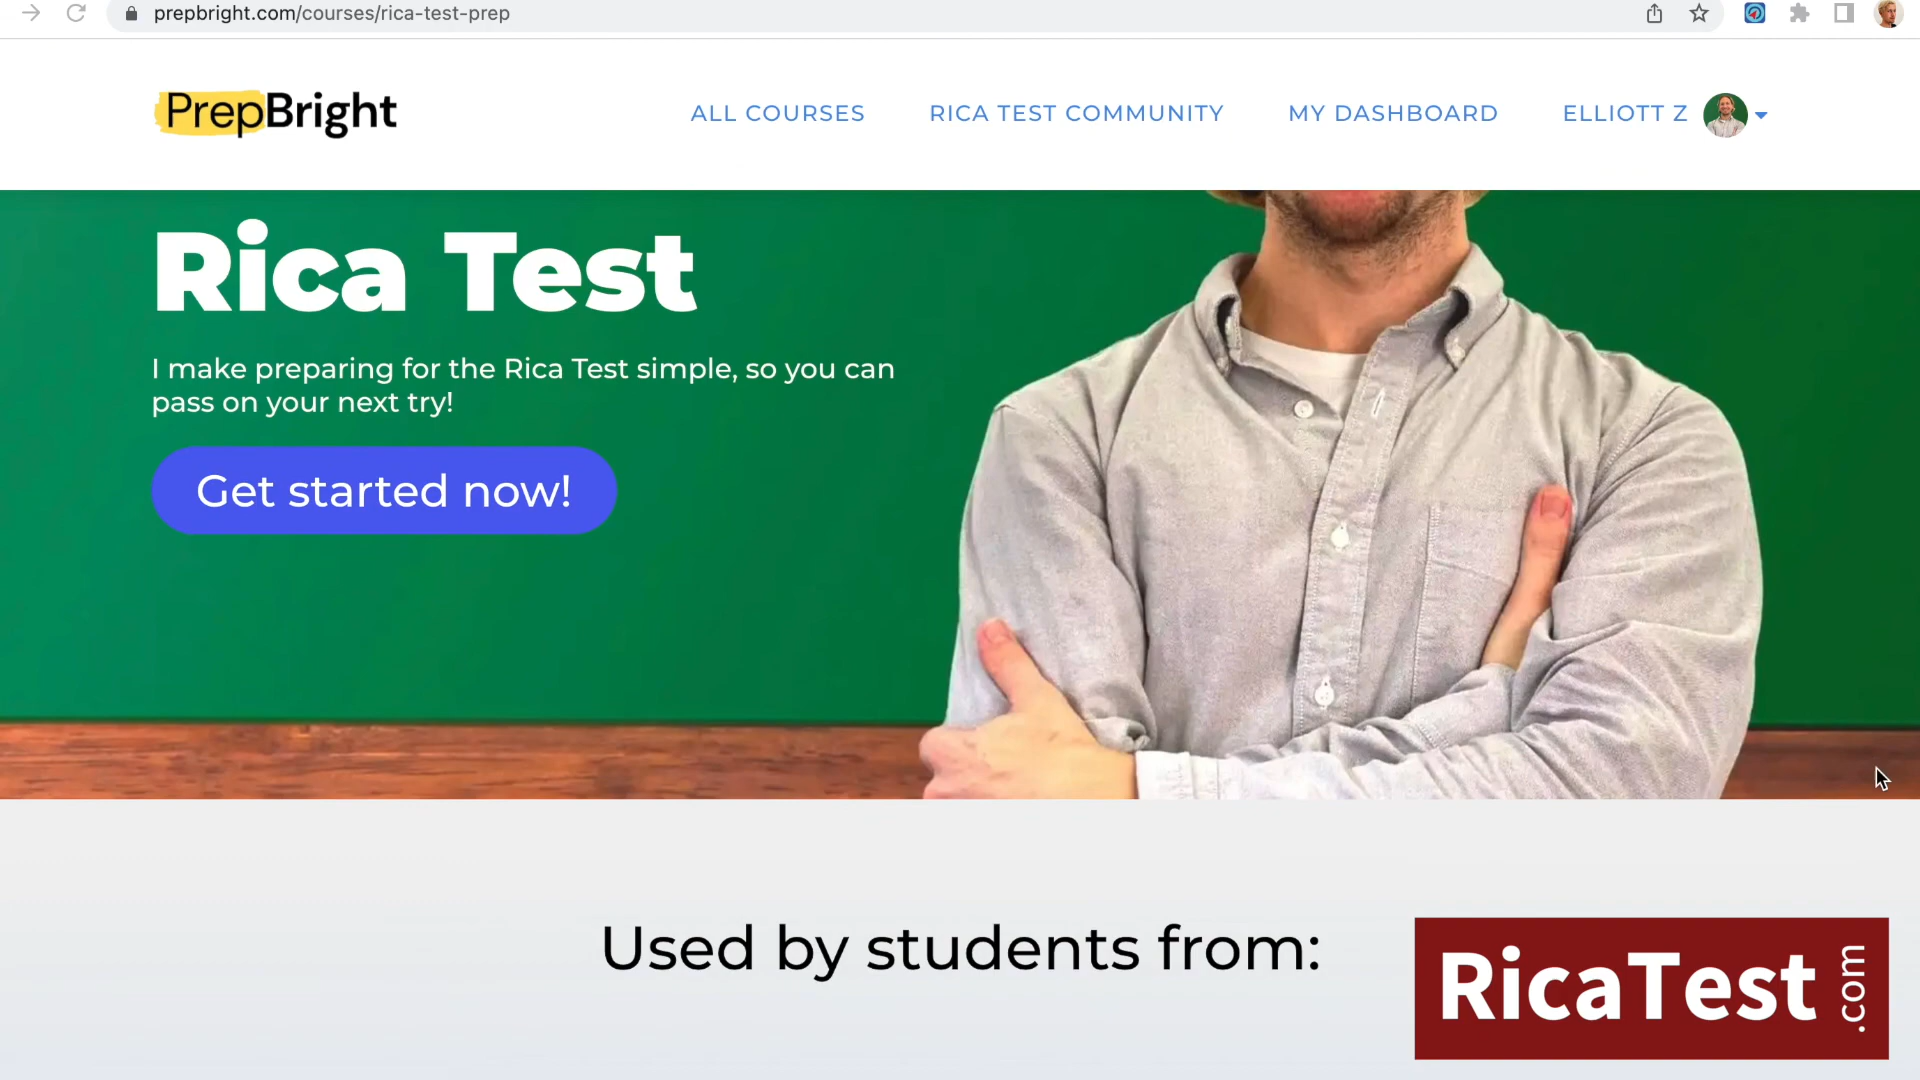 prepbright.com/courses/rica-test-prep
PrepBright
ALL COURSES
RICA TEST COMMUNITY
MY DASHBOARD
ELLIOTT Z
Rica Test
I make preparing for the Rica Test simple, so you can
pass on your next try!
Get started now!
Used by students from:
RicaTest.com